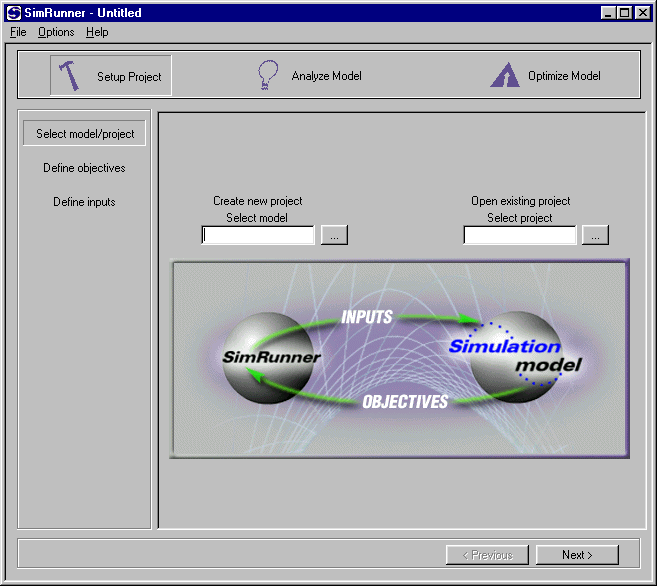 SimRunner - Untitled
File Options Help
Setup Project
Analyze Model
Optimize Model
Select model/project
Define objectives
Define inputs
Create new project
Select model
...
Open existing project
Select project
...
INPUTS
SimRunner
Simulation
model
OBJECTIVES
< Previous
Next >